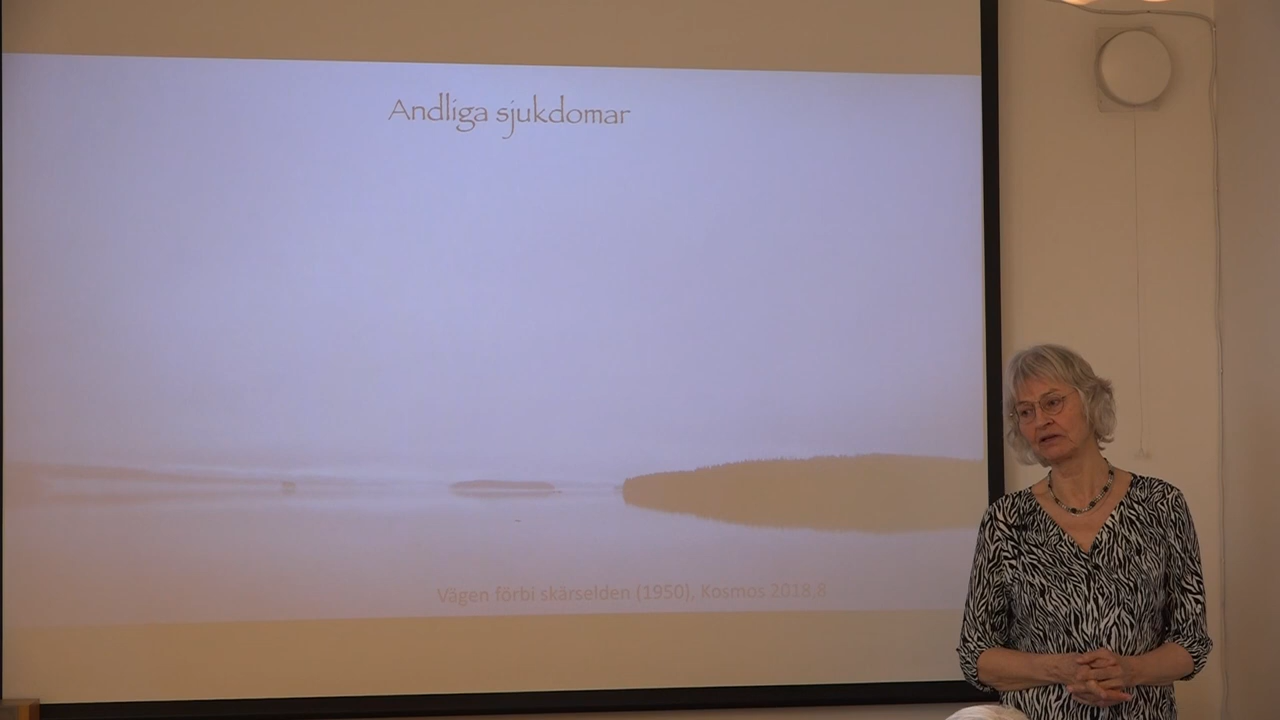 Andliga sjukdomar
Vägen förbi skärselden (1950), Kosmos 2018,8